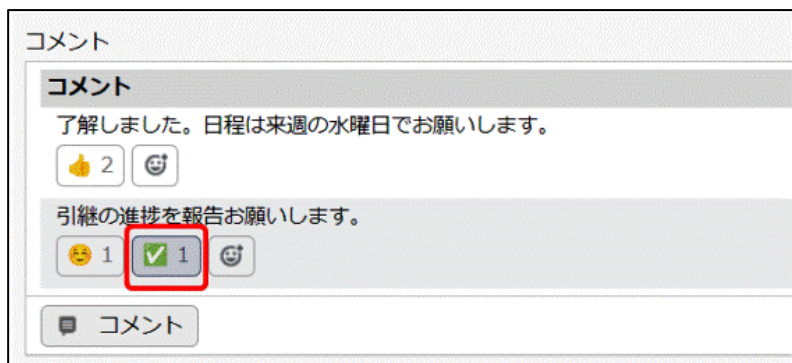 コメント
コメント
了解しました。日程は来週の水曜日でお願いします。
👍 2
引継の進捗を報告お願いします。
☺️ 1 ✅ 1
コメント